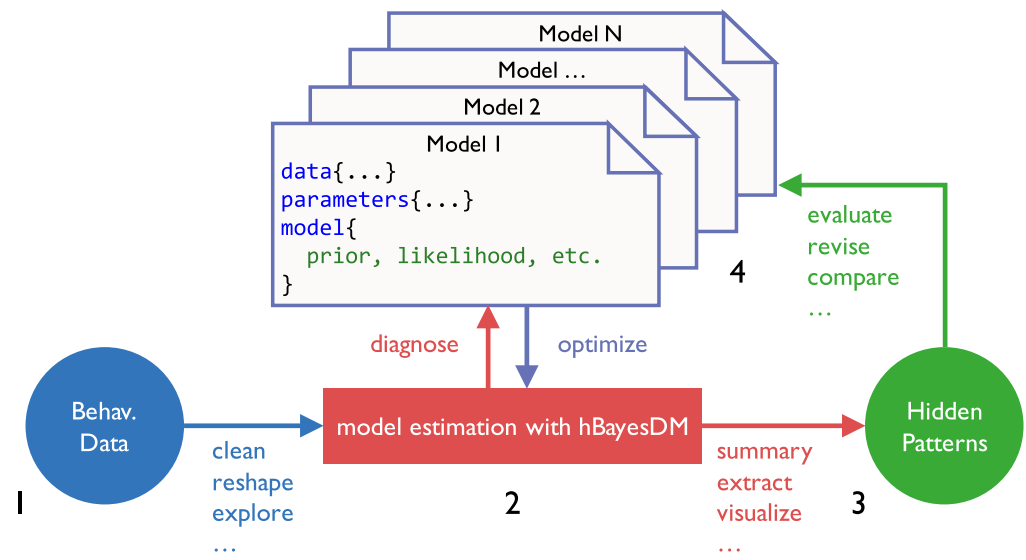 Model N
Model ...
Model 2
Model 1
data{...}
parameters{...}
model{
prior, likelihood, etc.
}
evaluate
revise
compare
...
4
diagnose
optimize
Behav.
Data
model estimation with hBayesDM
Hidden
Patterns
clean
reshape
explore
...
summary
extract
visualize
...
1
2
3